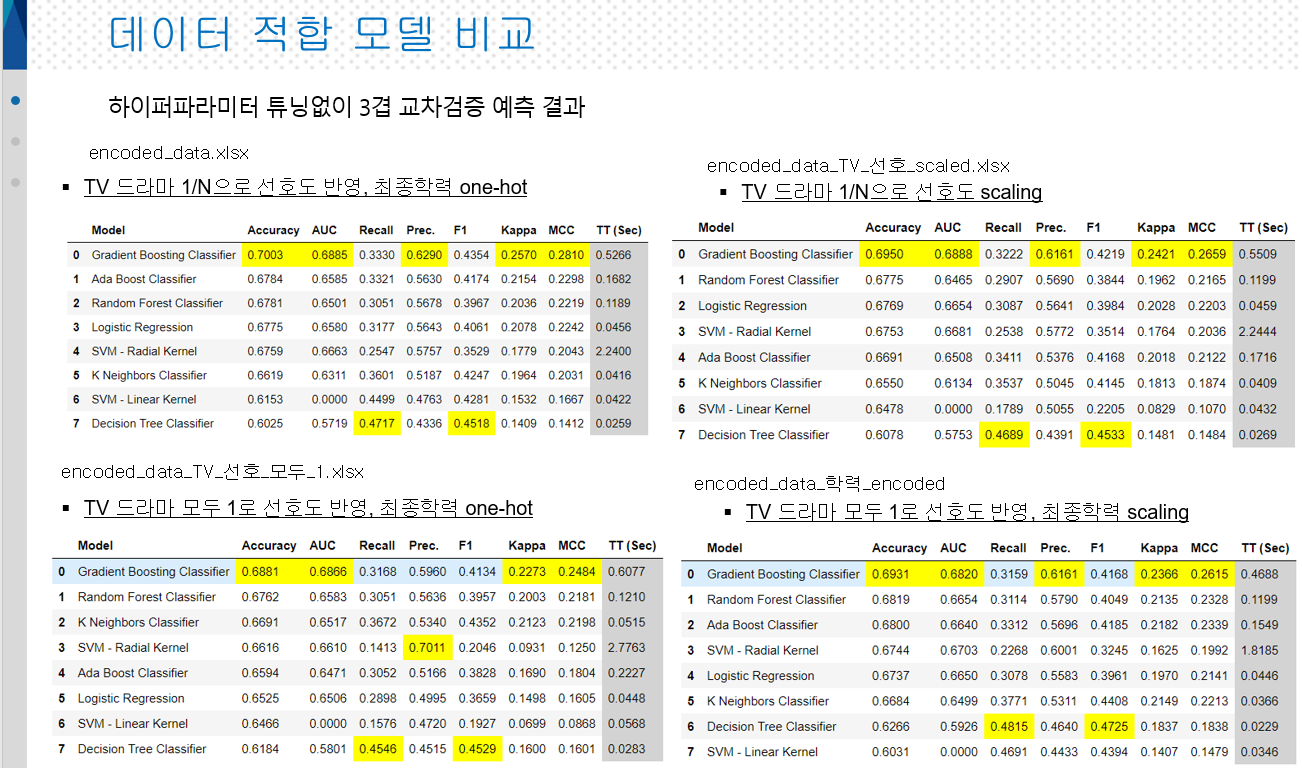 데이터 적합 모델 비교
하이퍼파라미터 튜닝없이 3겹 교차검증 예측 결과
encoded_data.xlsx
▪ TV 드라마 1/N으로 선호도 반영, 최종학력 one-hot
Model Accuracy AUC Recall Prec. F1 Kappa MCC TT (Sec)
0 Gradient Boosting Classifier 0.7003 0.6885 0.3330 0.6290 0.4354 0.2570 0.2810 0.5266
1 Ada Boost Classifier 0.6784 0.6585 0.3321 0.5630 0.4174 0.2154 0.2298 0.1682
2 Random Forest Classifier 0.6781 0.6501 0.3051 0.5678 0.3967 0.2036 0.2219 0.1189
3 Logistic Regression 0.6775 0.6580 0.3177 0.5643 0.4061 0.2078 0.2242 0.0456
4 SVM - Radial Kernel 0.6759 0.6663 0.2547 0.5757 0.3529 0.1779 0.2043 2.2400
5 K Neighbors Classifier 0.6619 0.6311 0.3601 0.5187 0.4247 0.1964 0.2031 0.0416
6 SVM - Linear Kernel 0.6153 0.0000 0.4499 0.4763 0.4281 0.1532 0.1667 0.0422
7 Decision Tree Classifier 0.6025 0.5719 0.4717 0.4336 0.4518 0.1409 0.1412 0.0259
encoded_data_TV_선호_scaled.xlsx
▪ TV 드라마 1/N으로 선호도 scaling
Model Accuracy AUC Recall Prec. F1 Kappa MCC TT (Sec)
0 Gradient Boosting Classifier 0.6950 0.6888 0.3222 0.6161 0.4219 0.2421 0.2659 0.5509
1 Random Forest Classifier 0.6775 0.6465 0.2907 0.5690 0.3844 0.1962 0.2165 0.1199
2 Logistic Regression 0.6769 0.6654 0.3087 0.5641 0.3984 0.2028 0.2203 0.0459
3 SVM - Radial Kernel 0.6753 0.6681 0.2538 0.5772 0.3514 0.1764 0.2036 2.2444
4 Ada Boost Classifier 0.6691 0.6508 0.3411 0.5376 0.4168 0.2018 0.2122 0.1716
5 K Neighbors Classifier 0.6550 0.6134 0.3537 0.5045 0.4145 0.1813 0.1874 0.0409
6 SVM - Linear Kernel 0.6478 0.0000 0.1789 0.5055 0.2205 0.0829 0.1070 0.0432
7 Decision Tree Classifier 0.6078 0.5753 0.4689 0.4391 0.4533 0.1481 0.1484 0.0269
encoded_data_TV_선호_모두_1.xlsx
▪ TV 드라마 모두 1로 선호도 반영, 최종학력 one-hot
Model Accuracy AUC Recall Prec. F1 Kappa MCC TT (Sec)
0 Gradient Boosting Classifier 0.6881 0.6866 0.3168 0.5960 0.4134 0.2273 0.2484 0.6077
1 Random Forest Classifier 0.6762 0.6583 0.3051 0.5636 0.3957 0.2003 0.2181 0.1210
2 K Neighbors Classifier 0.6691 0.6517 0.3672 0.5340 0.4352 0.2123 0.2198 0.0515
3 SVM - Radial Kernel 0.6616 0.6610 0.1413 0.7011 0.2046 0.0931 0.1250 2.7763
4 Ada Boost Classifier 0.6594 0.6471 0.3052 0.5166 0.3828 0.1690 0.1804 0.2227
5 Logistic Regression 0.6525 0.6506 0.2898 0.4995 0.3659 0.1498 0.1605 0.0448
6 SVM - Linear Kernel 0.6466 0.0000 0.1576 0.4720 0.1927 0.0699 0.0868 0.0568
7 Decision Tree Classifier 0.6184 0.5801 0.4546 0.4515 0.4529 0.1600 0.1601 0.0283
encoded_data_학력_encoded
▪ TV 드라마 모두 1로 선호도 반영, 최종학력 scaling
Model Accuracy AUC Recall Prec. F1 Kappa MCC TT (Sec)
0 Gradient Boosting Classifier 0.6931 0.6820 0.3159 0.6161 0.4168 0.2366 0.2615 0.4688
1 Random Forest Classifier 0.6819 0.6654 0.3114 0.5790 0.4049 0.2135 0.2328 0.1199
2 Ada Boost Classifier 0.6800 0.6640 0.3312 0.5696 0.4185 0.2182 0.2339 0.1549
3 SVM - Radial Kernel 0.6744 0.6703 0.2268 0.6001 0.3245 0.1625 0.1992 1.8185
4 Logistic Regression 0.6737 0.6650 0.3078 0.5583 0.3961 0.1970 0.2141 0.0446
5 K Neighbors Classifier 0.6684 0.6499 0.3771 0.5311 0.4408 0.2149 0.2213 0.0366
6 Decision Tree Classifier 0.6266 0.5926 0.4815 0.4640 0.4725 0.1837 0.1838 0.0229
7 SVM - Linear Kernel 0.6031 0.0000 0.4691 0.4433 0.4394 0.1407 0.1479 0.0346